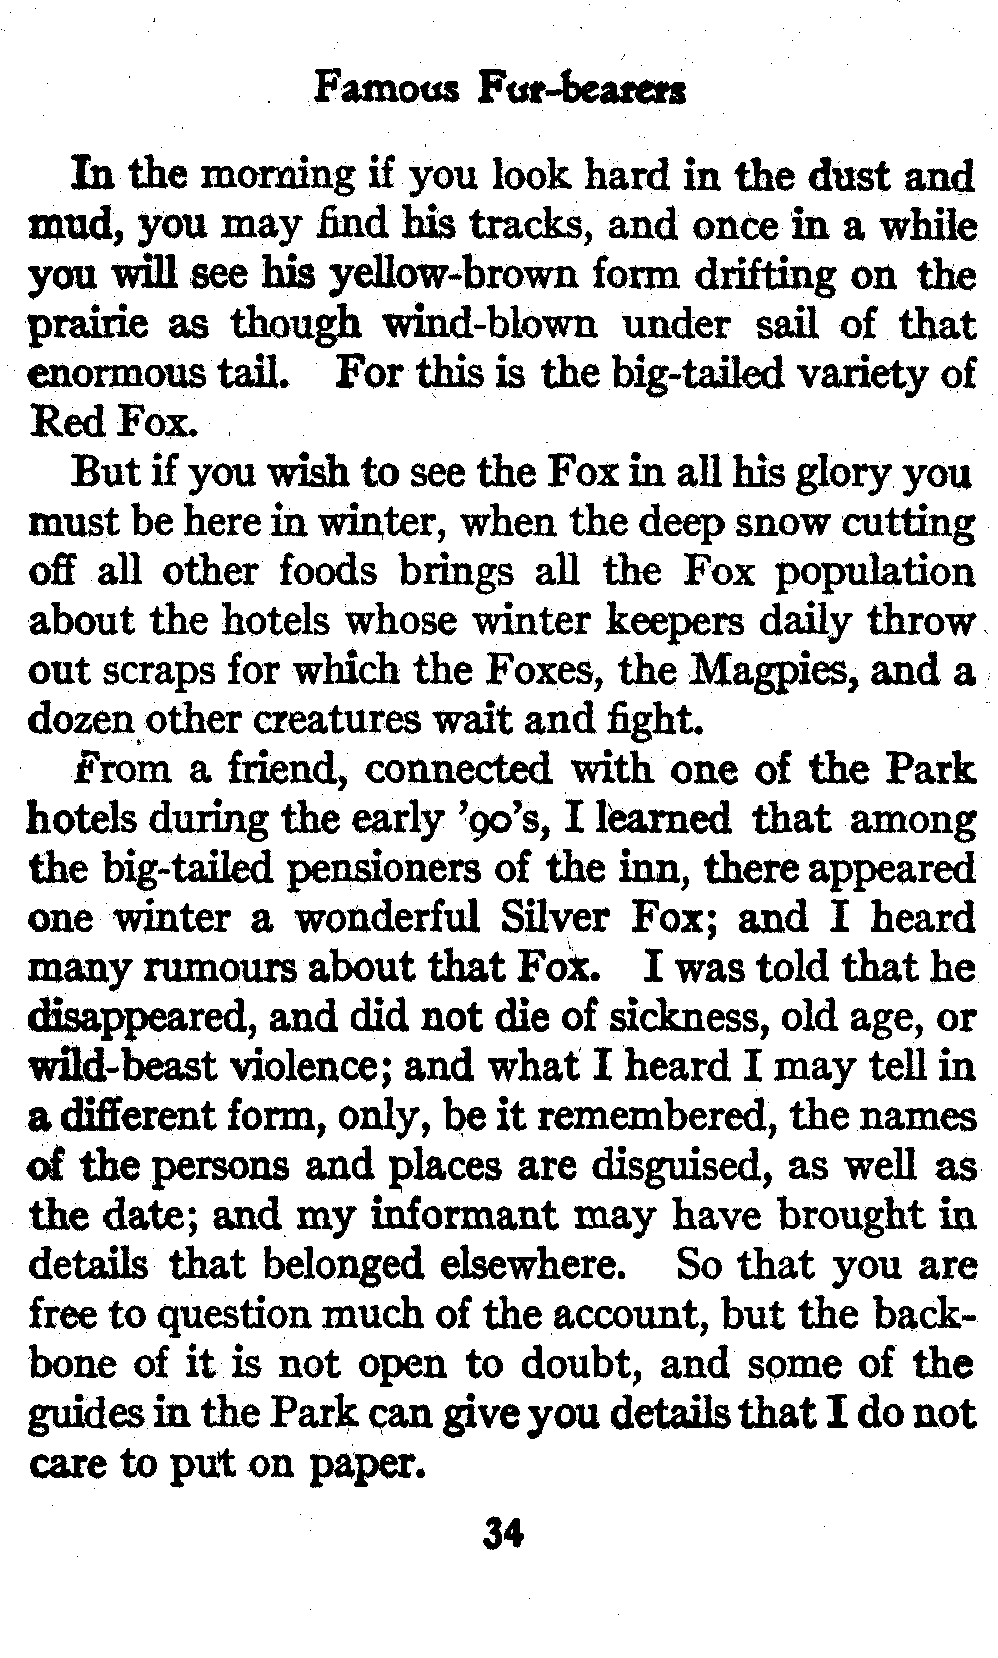 Famous Fur-bearers
In the morning if you look hard in the dust and
mud, you may find his tracks, and once in a while
you will see his yellow-brown form drifting on the
prairie as though wind-blown under sail of that
enormous tail. For this is the big-tailed variety of
Red Fox.
But if you wish to see the Fox in all his glory you
must be here in winter, when the deep snow cutting
off all other foods brings all the Fox population
about the hotels whose winter keepers daily throw
out scraps for which the Foxes, the Magpies, and a
dozen other creatures wait and fight.
From a friend, connected with one of the Park
hotels during the early '90's, I learned that among
the big-tailed pensioners of the inn, there appeared
one winter a wonderful Silver Fox; and I heard
many rumours about that Fox. I was told that he
disappeared, and did not die of sickness, old age, or
wild-beast violence; and what I heard I may tell in
a different form, only, be it remembered, the names
of the persons and places are disguised, as well as
the date; and my informant may have brought in
details that belonged elsewhere. So that you are
free to question much of the account, but the back-
bone of it is not open to doubt, and some of the
guides in the Park can give you details that I do not
care to put on paper.
34